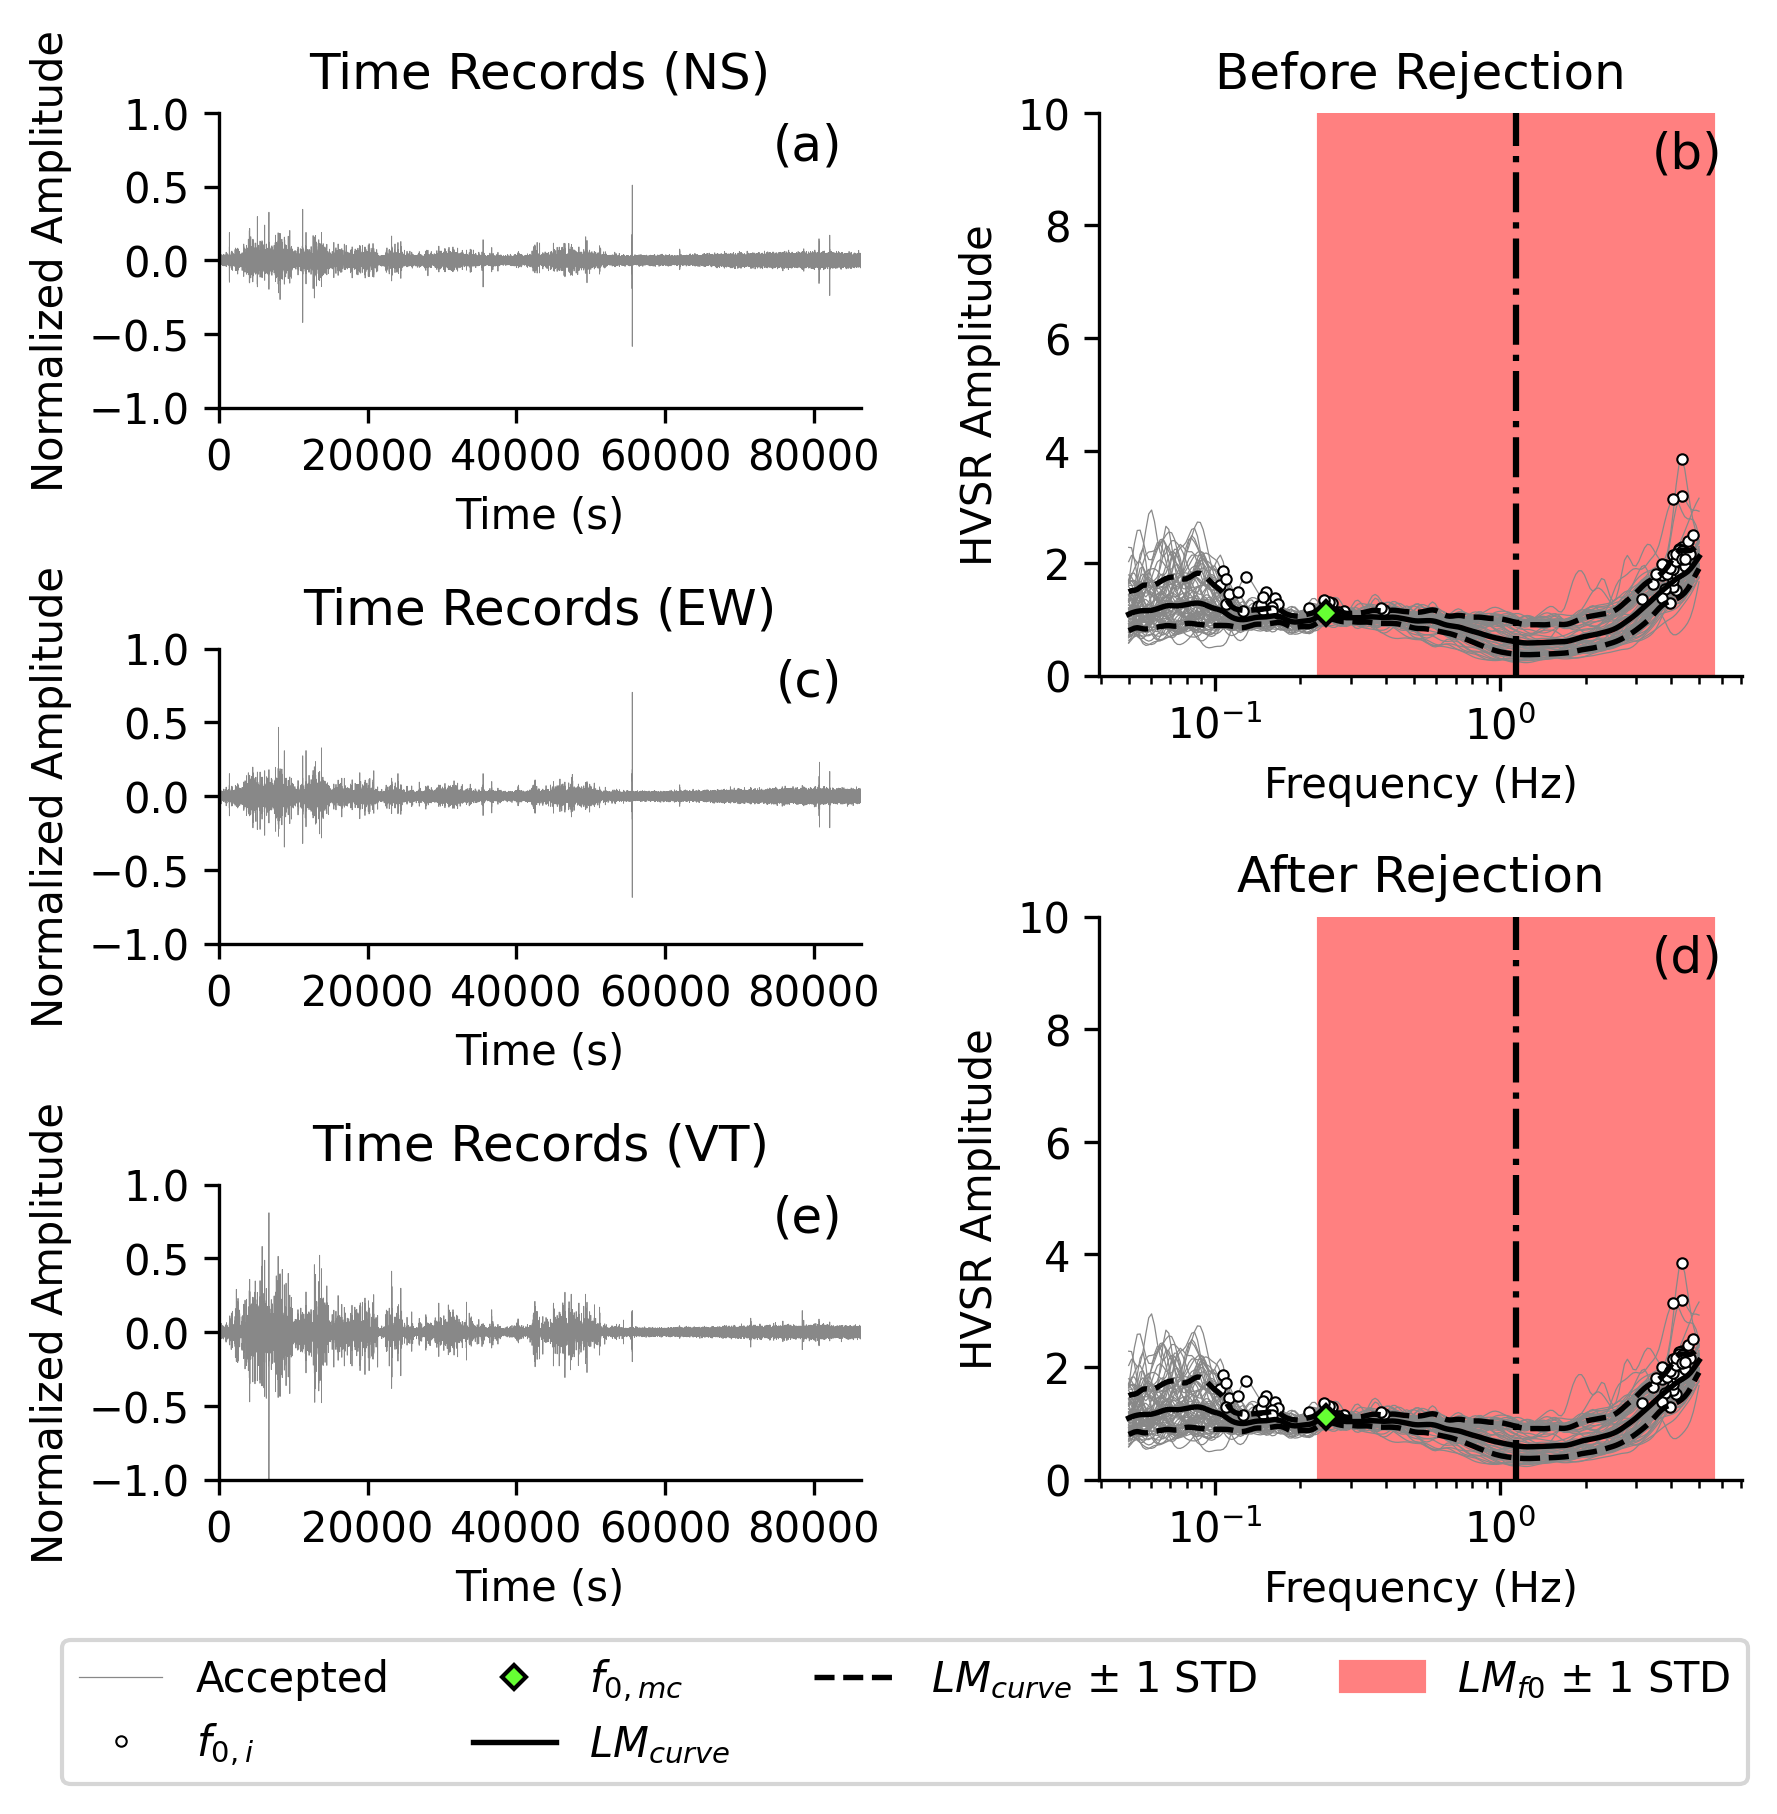 Time Records (NS)
(a)
Normalized Amplitude
1.0
0.5
0.0
−0.5
−1.0
0 20000 40000 60000 80000
Time (s)
Before Rejection
(b)
HVSR Amplitude
10
8
6
4
2
0
10⁻¹ 10⁰
Frequency (Hz)
Time Records (EW)
(c)
Normalized Amplitude
1.0
0.5
0.0
−0.5
−1.0
0 20000 40000 60000 80000
Time (s)
After Rejection
(d)
HVSR Amplitude
10
8
6
4
2
0
10⁻¹ 10⁰
Frequency (Hz)
Time Records (VT)
(e)
Normalized Amplitude
1.0
0.5
0.0
−0.5
−1.0
0 20000 40000 60000 80000
Time (s)
Accepted f0,mc LMcurve ± 1 STD LMf0 ± 1 STD
f0,i LMcurve